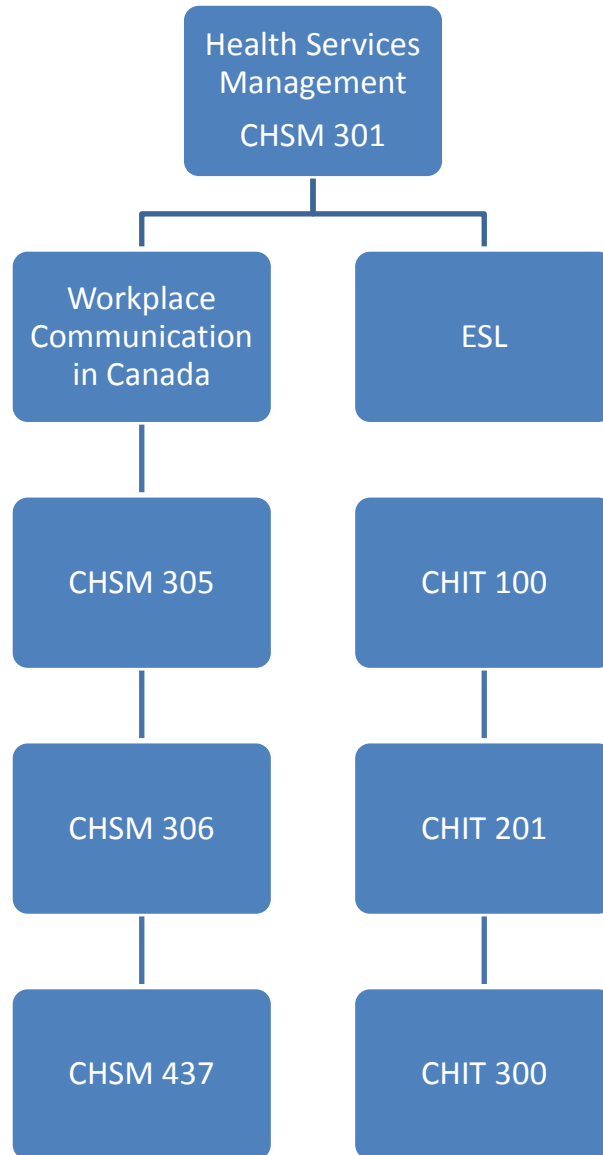 Health Services
Management
CHSM 301
Workplace
Communication
in Canada
ESL
CHSM 305
CHIT 100
CHSM 306
CHIT 201
CHSM 437
CHIT 300